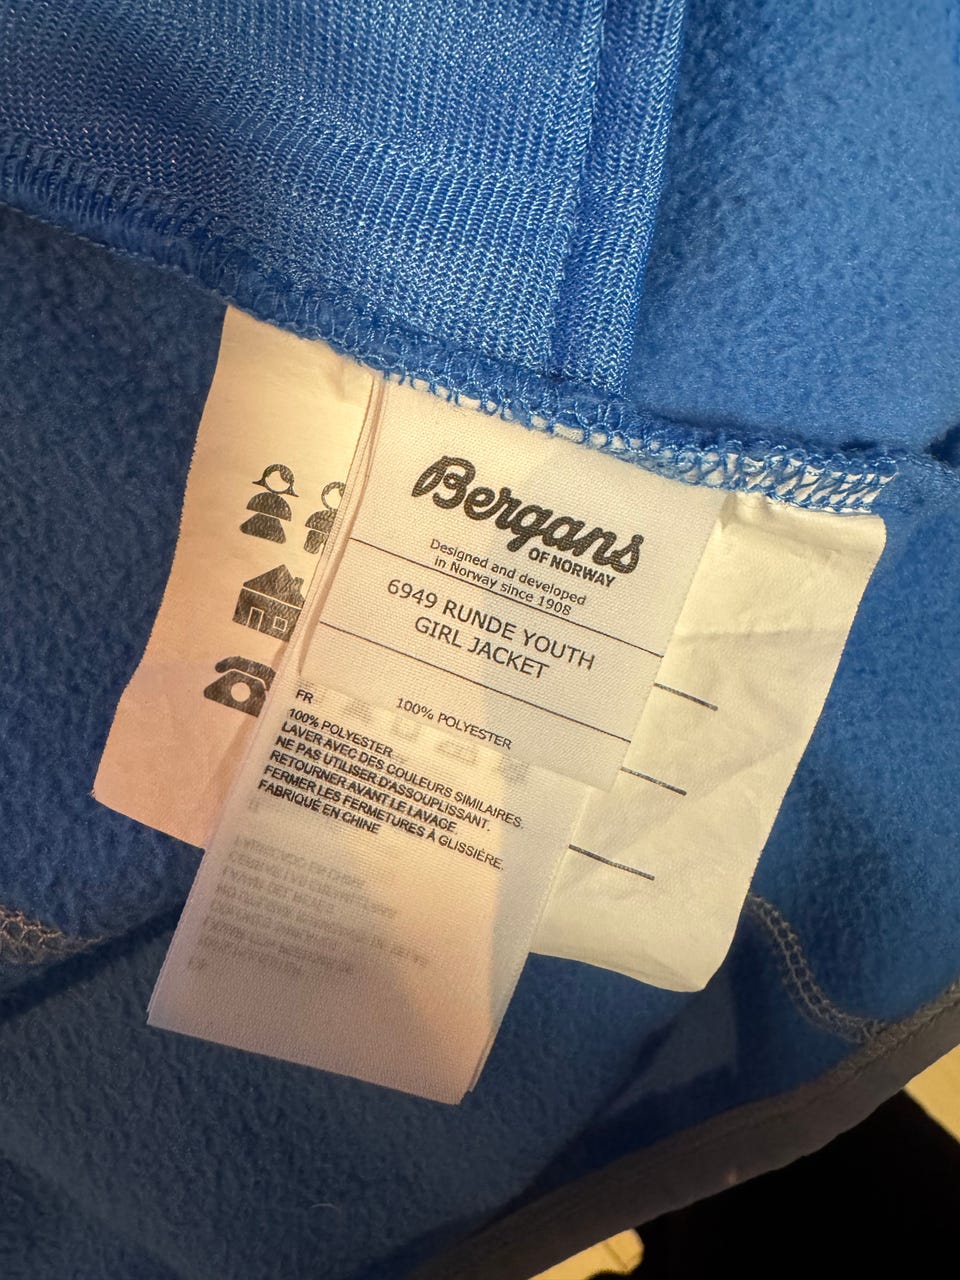 Bergans
OF NORWAY
Designed and developed
in Norway since 1908
6949 RUNDE YOUTH
GIRL JACKET
100% POLYESTER
FR
100% POLYESTER
LAVER AVEC DES COULEURS SIMILAIRES.
NE PAS UTILISER D'ASSOUPLISSANT.
RETOURNER AVANT LE LAVAGE
FERMER LES FERMETURES À GLISSIÈRE.
FABRIQUÉ EN CHINE